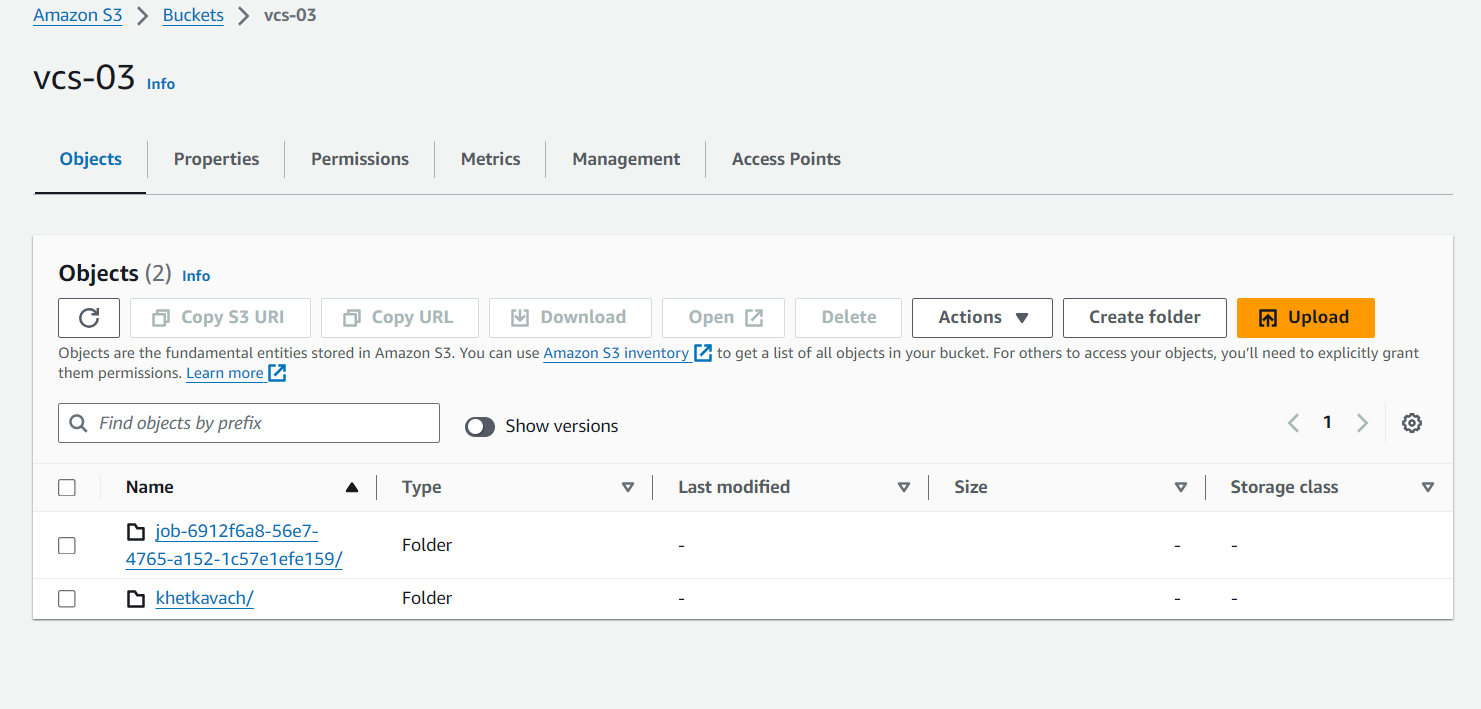 Amazon S3 > Buckets > vcs-03
vcs-03 Info
Objects Properties Permissions Metrics Management Access Points
Objects (2) Info
Copy S3 URI Copy URL Download Open Delete Actions Create folder Upload
Objects are the fundamental entities stored in Amazon S3. You can use Amazon S3 inventory to get a list of all objects in your bucket. For others to access your objects, you’ll need to explicitly grant
them permissions. Learn more
Find objects by prefix Show versions 1
Name Type Last modified Size Storage class
job-6912f6a8-56e7-
4765-a152-1c57e1efe159/ Folder - - -
khetkavach/ Folder - - -